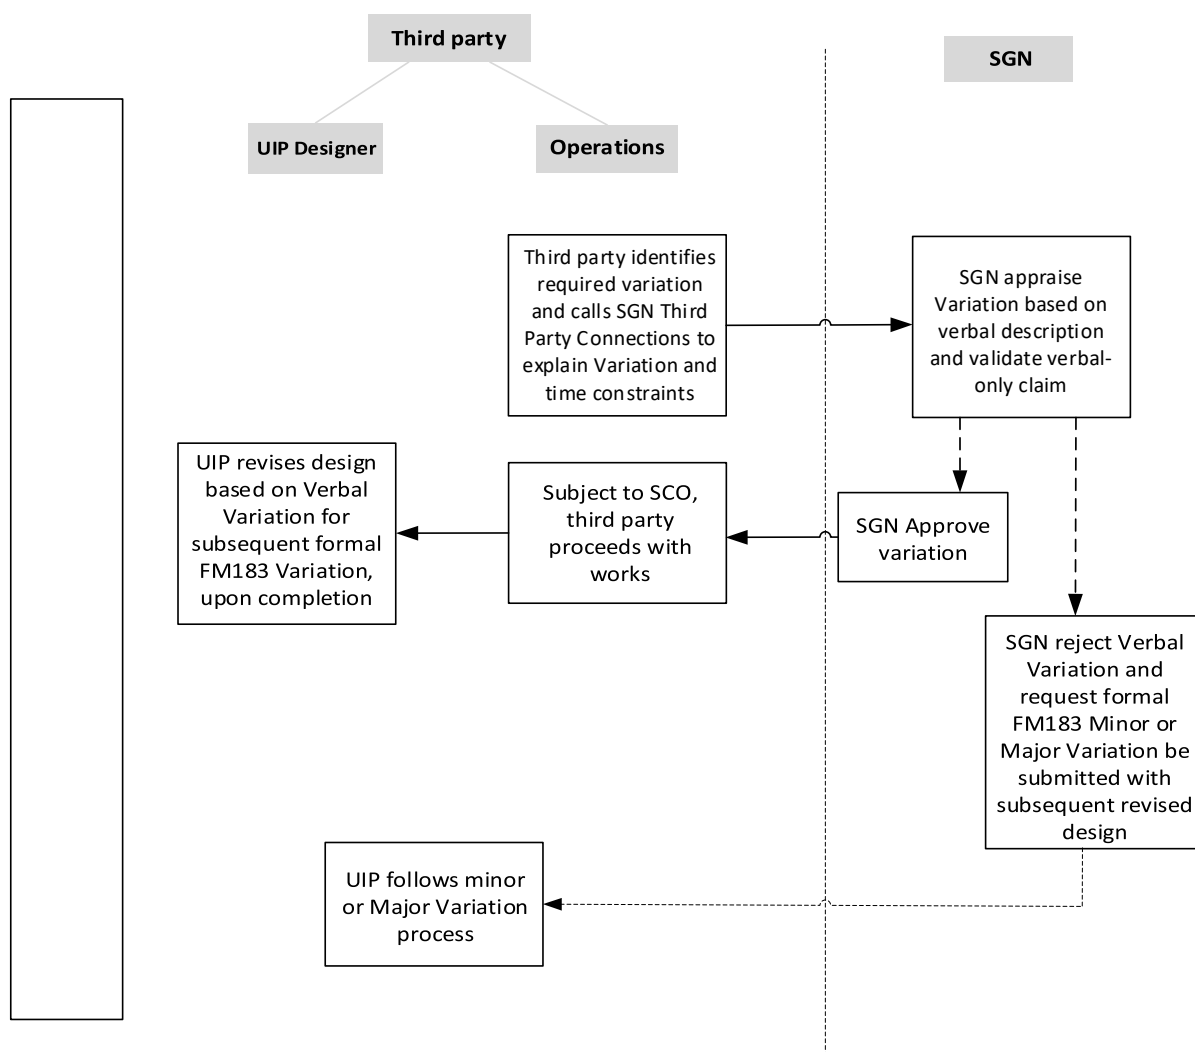 Third party
SGN
UIP Designer
Operations
Third party identifies
required variation
and calls SGN Third
Party Connections to
explain Variation and
time constraints
SGN appraise
Variation based on
verbal description
and validate verbal-
only claim
UIP revises design
based on Verbal
Variation for
subsequent formal
FM183 Variation,
upon completion
Subject to SCO,
third party
proceeds with
works
SGN Approve
variation
SGN reject Verbal
Variation and
request formal
FM183 Minor or
Major Variation be
submitted with
subsequent revised
design
UIP follows minor
or Major Variation
process